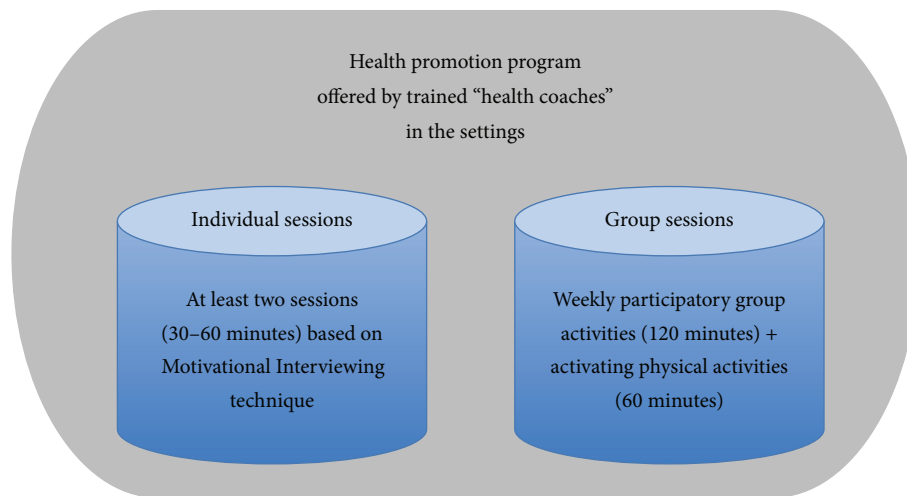 Health promotion program
offered by trained “health coaches”
in the settings
Individual sessions
At least two sessions
(30–60 minutes) based on
Motivational Interviewing
technique
Group sessions
Weekly participatory group
activities (120 minutes) +
activating physical activities
(60 minutes)